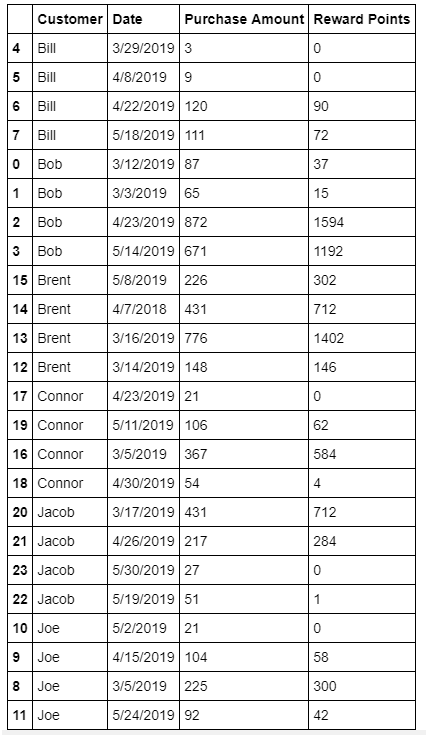 Customer Date Purchase Amount Reward Points
4 Bill 3/29/2019 3 0
5 Bill 4/8/2019 9 0
6 Bill 4/22/2019 120 90
7 Bill 5/18/2019 111 72
0 Bob 3/12/2019 87 37
1 Bob 3/3/2019 65 15
2 Bob 4/23/2019 872 1594
3 Bob 5/14/2019 671 1192
15 Brent 5/8/2019 226 302
14 Brent 4/7/2018 431 712
13 Brent 3/16/2019 776 1402
12 Brent 3/14/2019 148 146
17 Connor 4/23/2019 21 0
19 Connor 5/11/2019 106 62
16 Connor 3/5/2019 367 584
18 Connor 4/30/2019 54 4
20 Jacob 3/17/2019 431 712
21 Jacob 4/26/2019 217 284
23 Jacob 5/30/2019 27 0
22 Jacob 5/19/2019 51 1
10 Joe 5/2/2019 21 0
9 Joe 4/15/2019 104 58
8 Joe 3/5/2019 225 300
11 Joe 5/24/2019 92 42